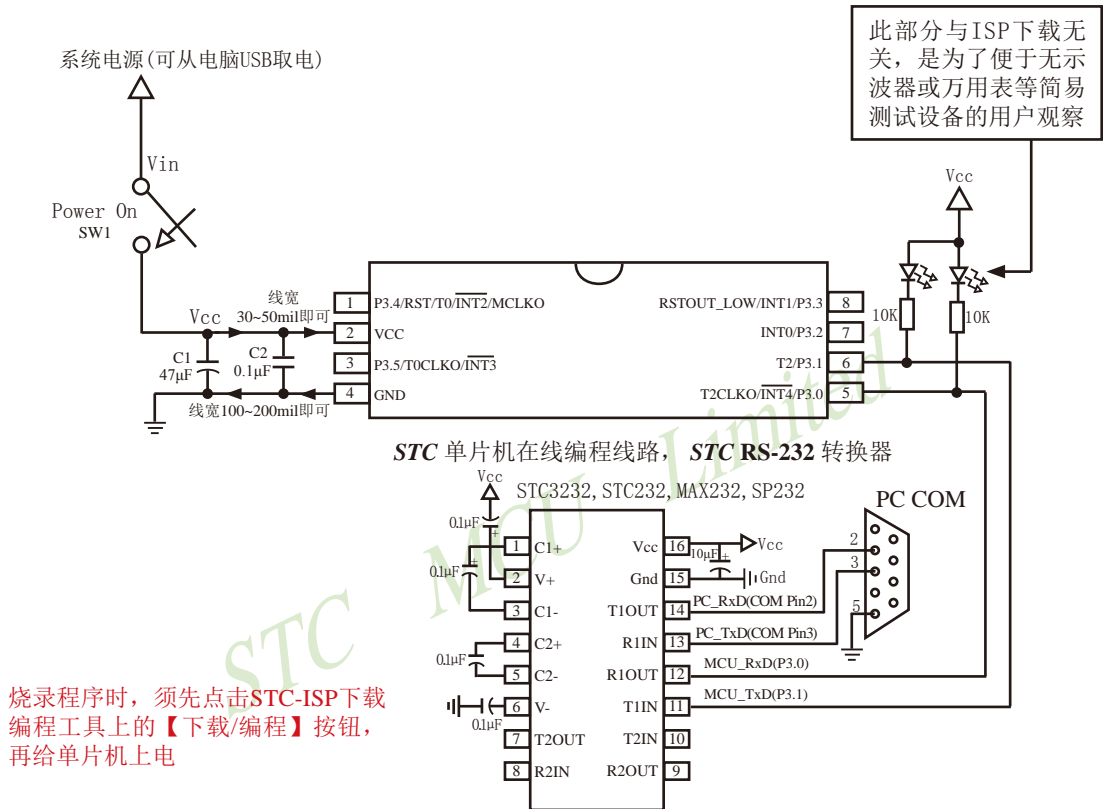 系统电源(可从电脑USB取电)
此部分与ISP下载无
关，是为了便于无示
波器或万用表等简易
测试设备的用户观察
Vin
Power On
SW1
Vcc
Vcc
线宽
30~50mil即可
C1
47μF
C2
0.1μF
线宽100~200mil即可
1 P3.4/RST/T0/INT2/MCLKO
2 VCC
3 P3.5/T0CLKO/INT3
4 GND
RSTOUT_LOW/INT1/P3.3 8
INT0/P3.2 7
T2/P3.1 6
T2CLKO/INT4/P3.0 5
10K
10K
STC 单片机在线编程线路， STC RS-232 转换器
STC3232,STC232,MAX232,SP232
Vcc
0.1μF
0.1μF
0.1μF
0.1μF
1 C1+
2 V+
3 C1-
4 C2+
5 C2-
6 V-
7 T2OUT
8 R2IN
Vcc 16
Gnd 15
T1OUT 14
R1IN 13
R1OUT 12
T1IN 11
T2IN 10
R2OUT 9
Vcc
10μF
+
+
+
Gnd
PC_RxD(COM Pin2)
PC_TxD(COM Pin3)
MCU_RxD(P3.0)
MCU_TxD(P3.1)
PC COM
2
3
5
烧录程序时，须先点击STC-ISP下载
编程工具上的【下载/编程】按钮，
再给单片机上电
STC MCU Limited